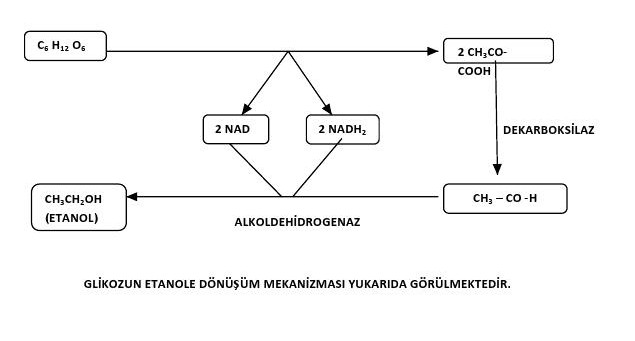 C₆ H₁₂ O₆
2 CH₃CO-
COOH
2 NAD
2 NADH₂
DEKARBOKSİLAZ
CH₃CH₂OH
(ETANOL)
CH₃ – CO -H
ALKOLDEHİDROGENAZ
GLİKOZUN ETANOLE DÖNÜŞÜM MEKANİZMASI YUKARIDA GÖRÜLMEKTEDİR.